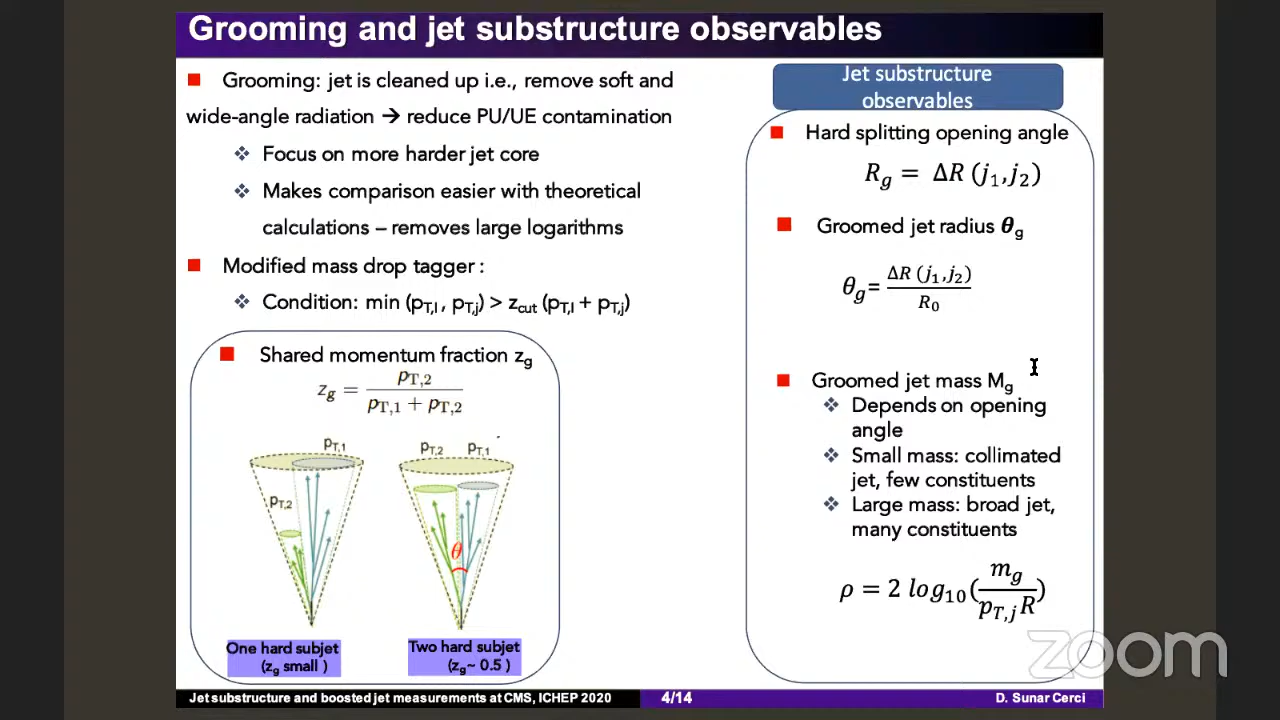 Grooming and jet substructure observables
Grooming: jet is cleaned up i.e., remove soft and
wide-angle radiation → reduce PU/UE contamination
Focus on more harder jet core
Makes comparison easier with theoretical
calculations – removes large logarithms
Modified mass drop tagger :
Condition: min (pT,I , pT,j) > zcut (pT,I + pT,j)
Shared momentum fraction zg
zg = pT,2 / (pT,1 + pT,2)
pT,1
pT,2
pT,2 pT,1
θ
One hard subjet
(zg small )
Two hard subjet
(zg~ 0.5 )
Jet substructure
observables
Hard splitting opening angle
Rg = ΔR (j1,j2)
Groomed jet radius θg
θg= ΔR (j1,j2) / R0
Groomed jet mass Mg
Depends on opening
angle
Small mass: collimated
jet, few constituents
Large mass: broad jet,
many constituents
ρ = 2 log10(mg / pT,j R)
zoom
Jet substructure and boosted jet measurements at CMS, ICHEP 2020
4/14
D. Sunar Cerci